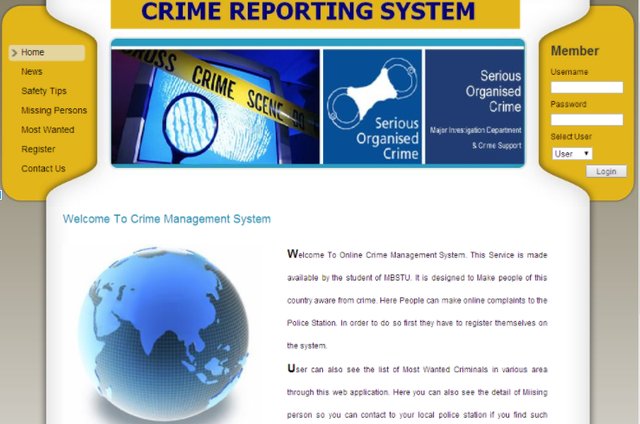 CRIME REPORTING SYSTEM
Home
News
Safety Tips
Missing Persons
Most Wanted
Register
Contact Us
CROSS CRIME SCENE DO
Serious
Organised
Crime
Serious
Organised
Crime
Major Investigation Department
& Crime Support
Member
Username
Password
Select User
User
Login
Welcome To Crime Management System
Welcome To Online Crime Management System. This Service is made
available by the student of MBSTU. It is designed to Make people of this
country aware from crime. Here People can make online complaints to the
Police Station. In order to do so first they have to register themselves on
the system.
User can also see the list of Most Wanted Criminals in various area
through this web application. Here you can also see the detail of Miising
person so you can contact to your local police station if you find such